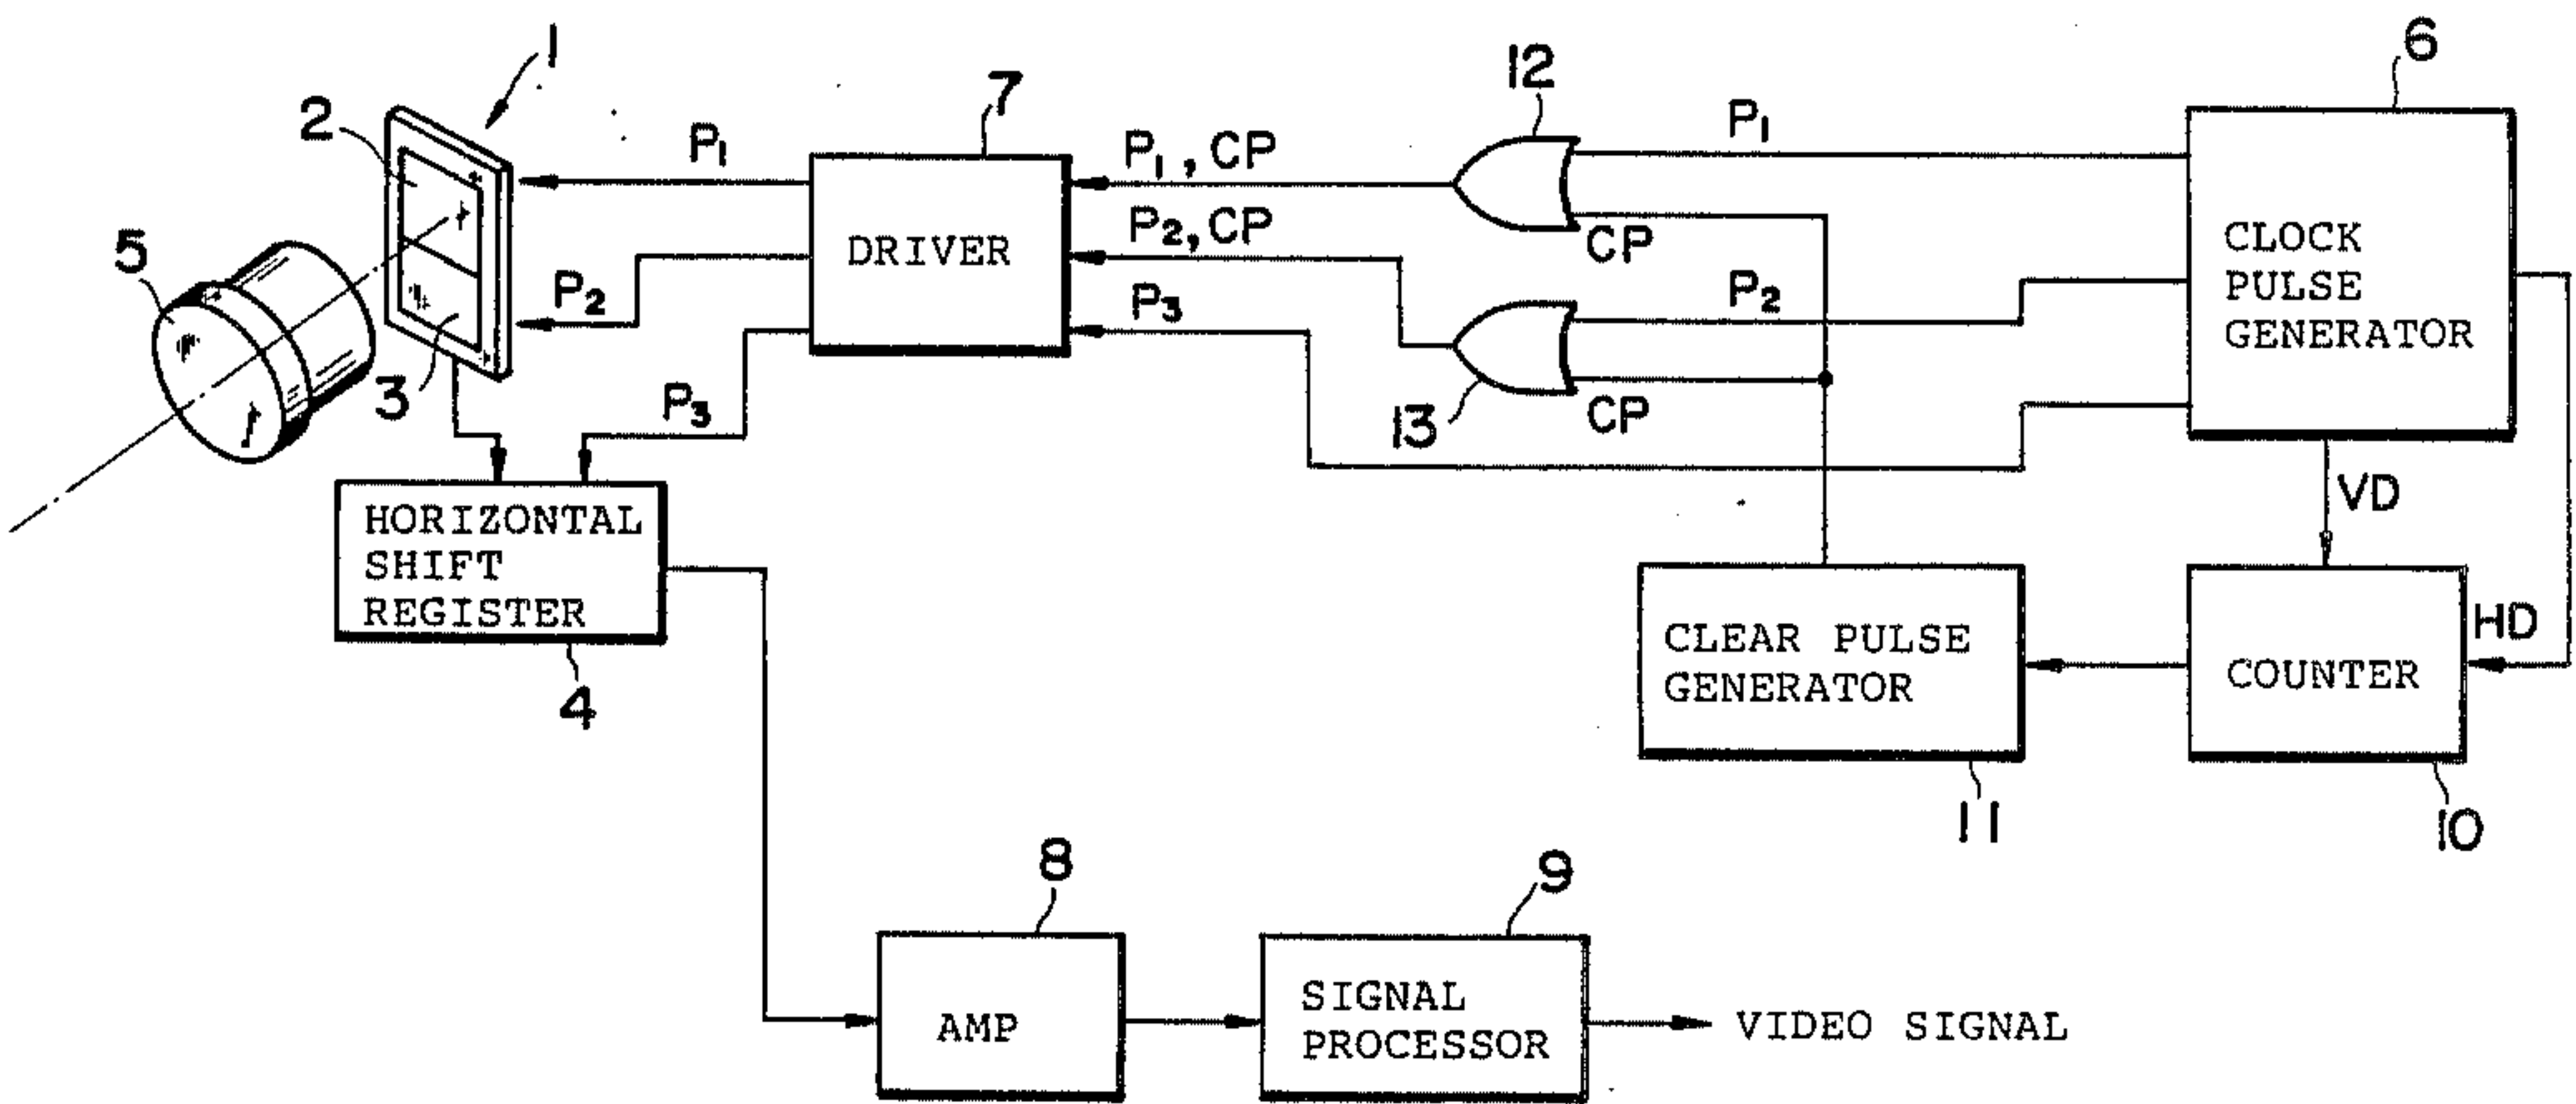 1
6
12
7
2
P₁
P₁
P₁, CP
CLOCK
PULSE
GENERATOR
5
P₂, CP
CP
DRIVER
P₂
P₂
P₃
3
P₃
13
CP
VD
HORIZONTAL
SHIFT
REGISTER
HD
CLEAR PULSE
GENERATOR
COUNTER
4
11
10
8
9
AMP
SIGNAL
PROCESSOR
VIDEO SIGNAL